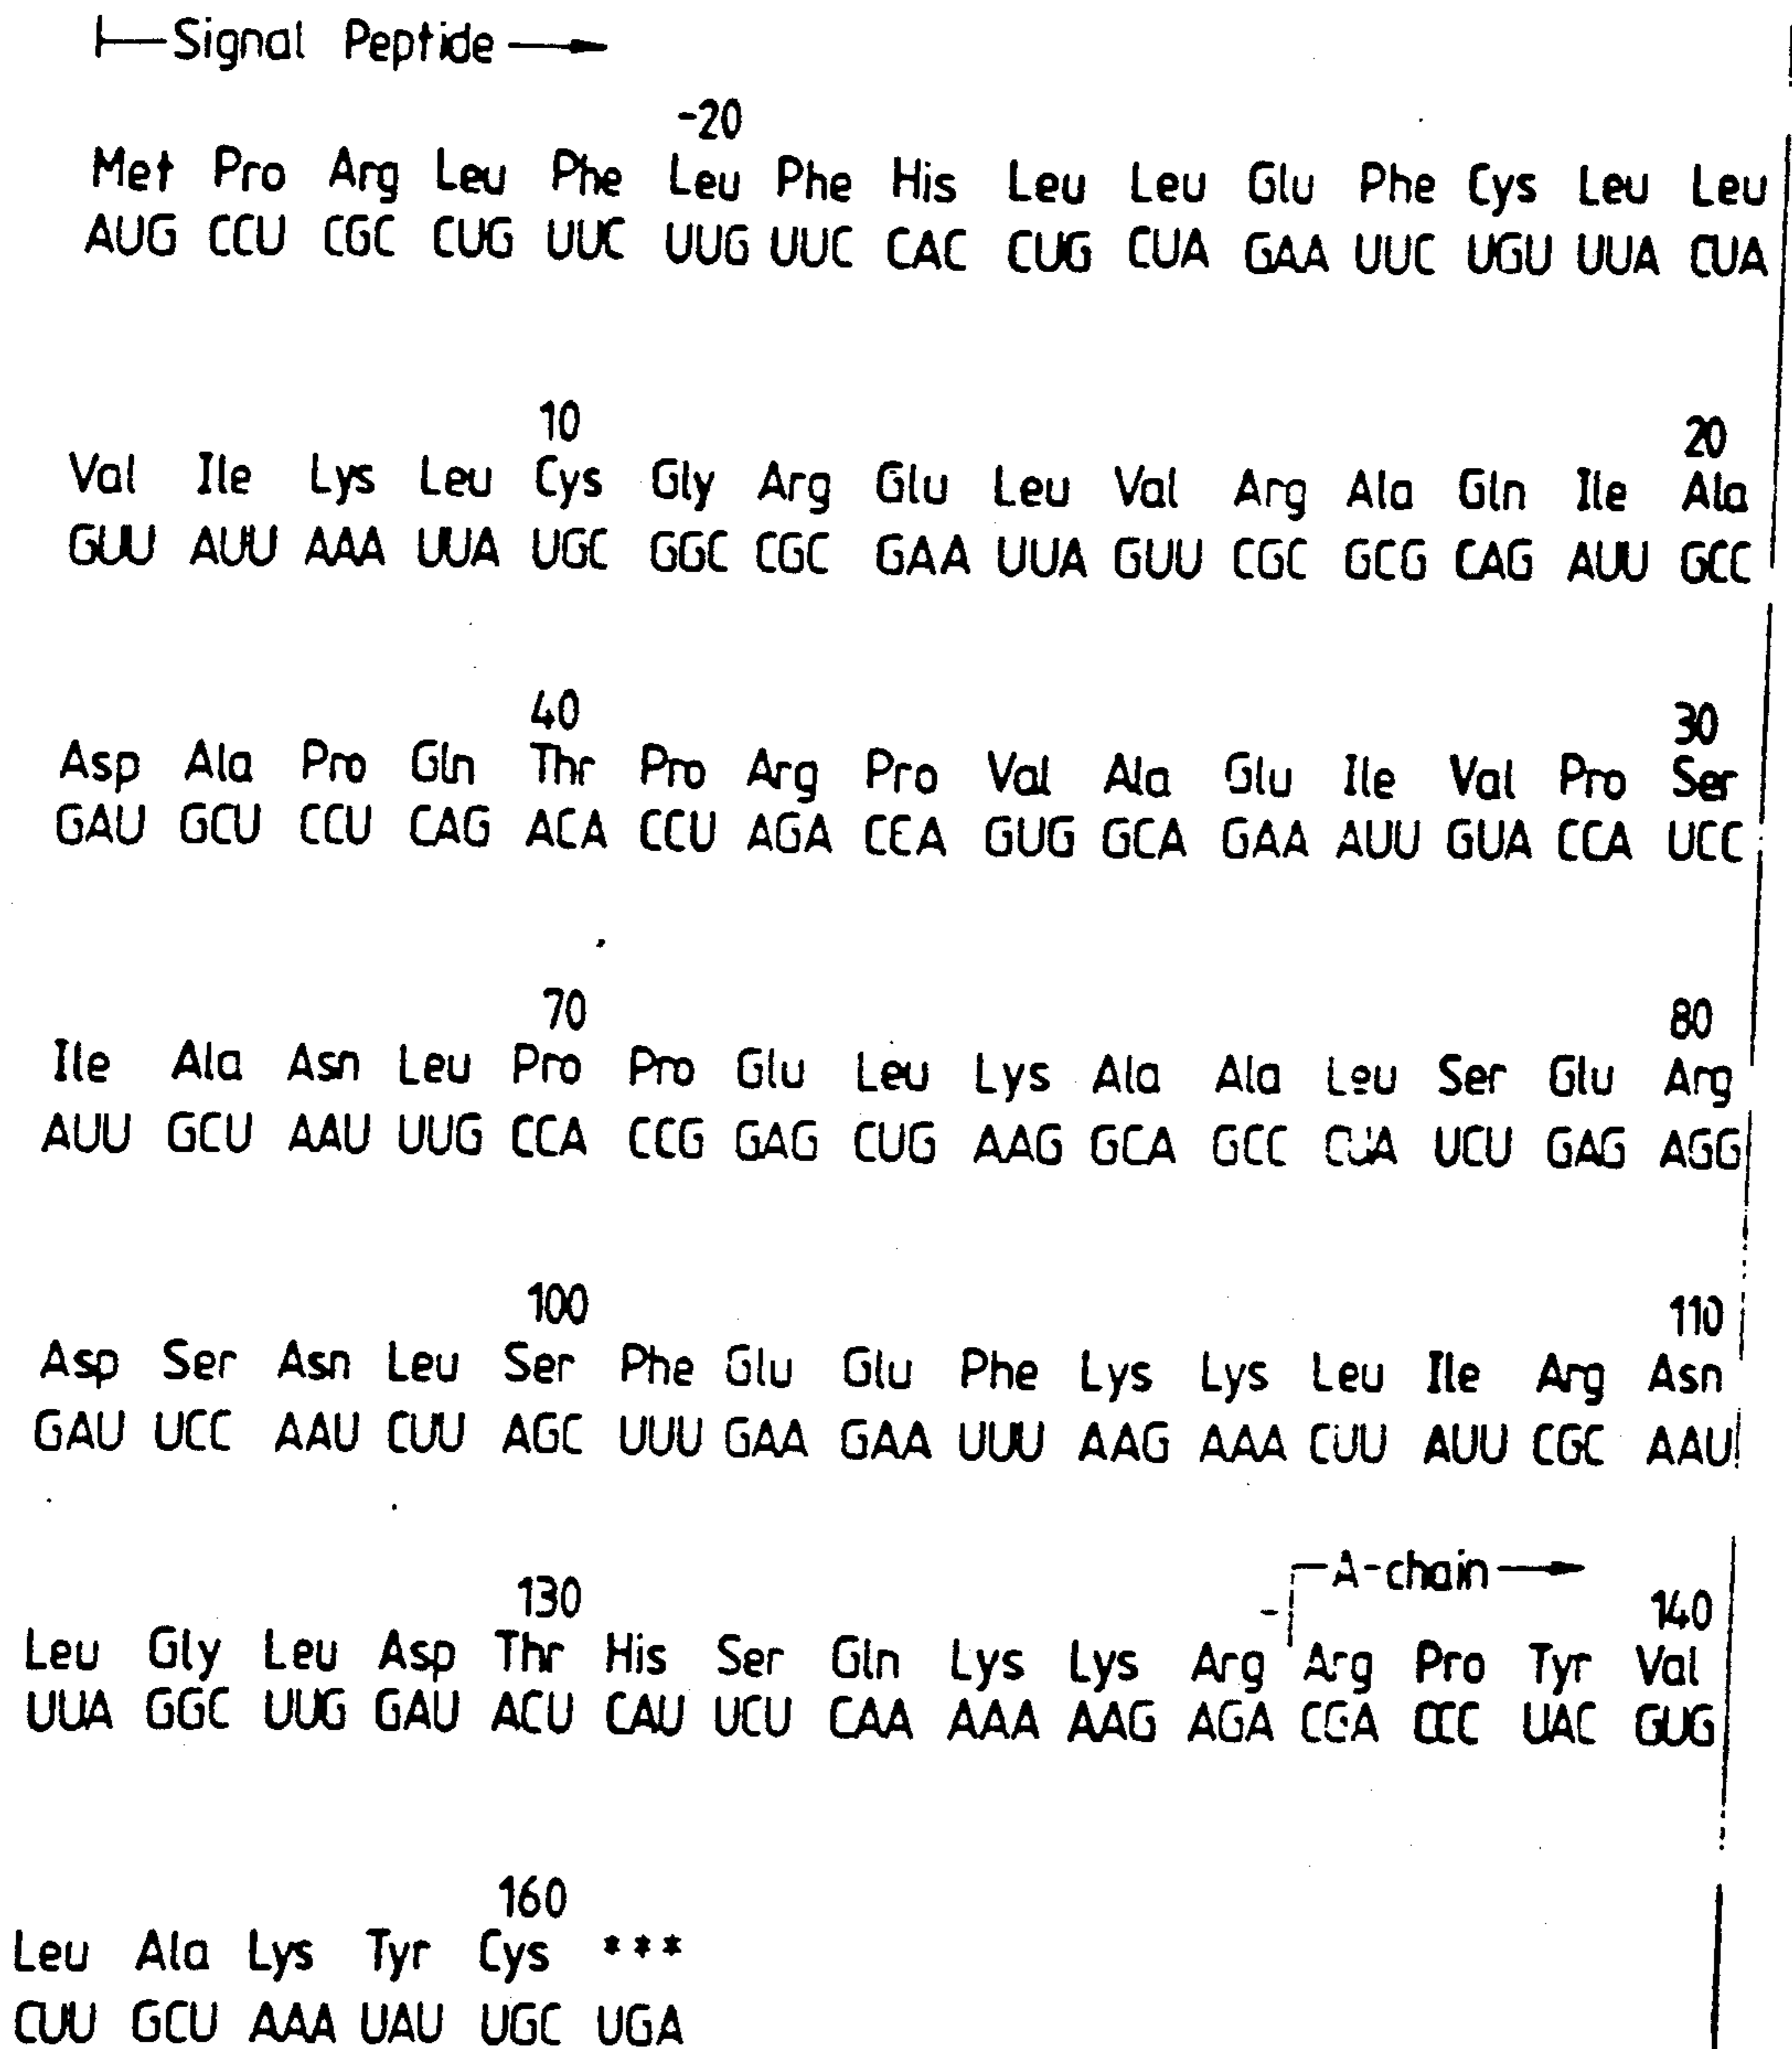 Signal Peptide
-20
Met Pro Arg Leu Phe Leu Phe His Leu Leu Glu Phe Cys Leu Leu
AUG CCU CGC CUG UUC UUG UUC CAC CUG CUA GAA UUC UGU UUA CUA
10 20
Val Ile Lys Leu Cys Gly Arg Glu Leu Val Arg Ala Gln Ile Ala
GUU AUU AAA UUA UGC GGC CGC GAA UUA GUU CGC GCG CAG AUU GCC
40 30
Asp Ala Pro Gln Thr Pro Arg Pro Val Ala Glu Ile Val Pro Ser
GAU GCU CCU CAG ACA CCU AGA CCA GUG GCA GAA AUU GUA CCA UCC
70 80
Ile Ala Asn Leu Pro Pro Glu Leu Lys Ala Ala Leu Ser Glu Arg
AUU GCU AAU UUG CCA CCG GAG CUG AAG GCA GCC CUA UCU GAG AGG
100 110
Asp Ser Asn Leu Ser Phe Glu Glu Phe Lys Lys Leu Ile Arg Asn
GAU UCC AAU CUU AGC UUU GAA GAA UUU AAG AAA CUU AUU CGC AAU
A-chain
130 140
Leu Gly Leu Asp Thr His Ser Gln Lys Lys Arg Arg Pro Tyr Val
UUA GGC UUG GAU ACU CAU UCU CAA AAA AAG AGA CGA CCC UAC GUG
160
Leu Ala Lys Tyr Cys ***
CUU GCU AAA UAU UGC UGA